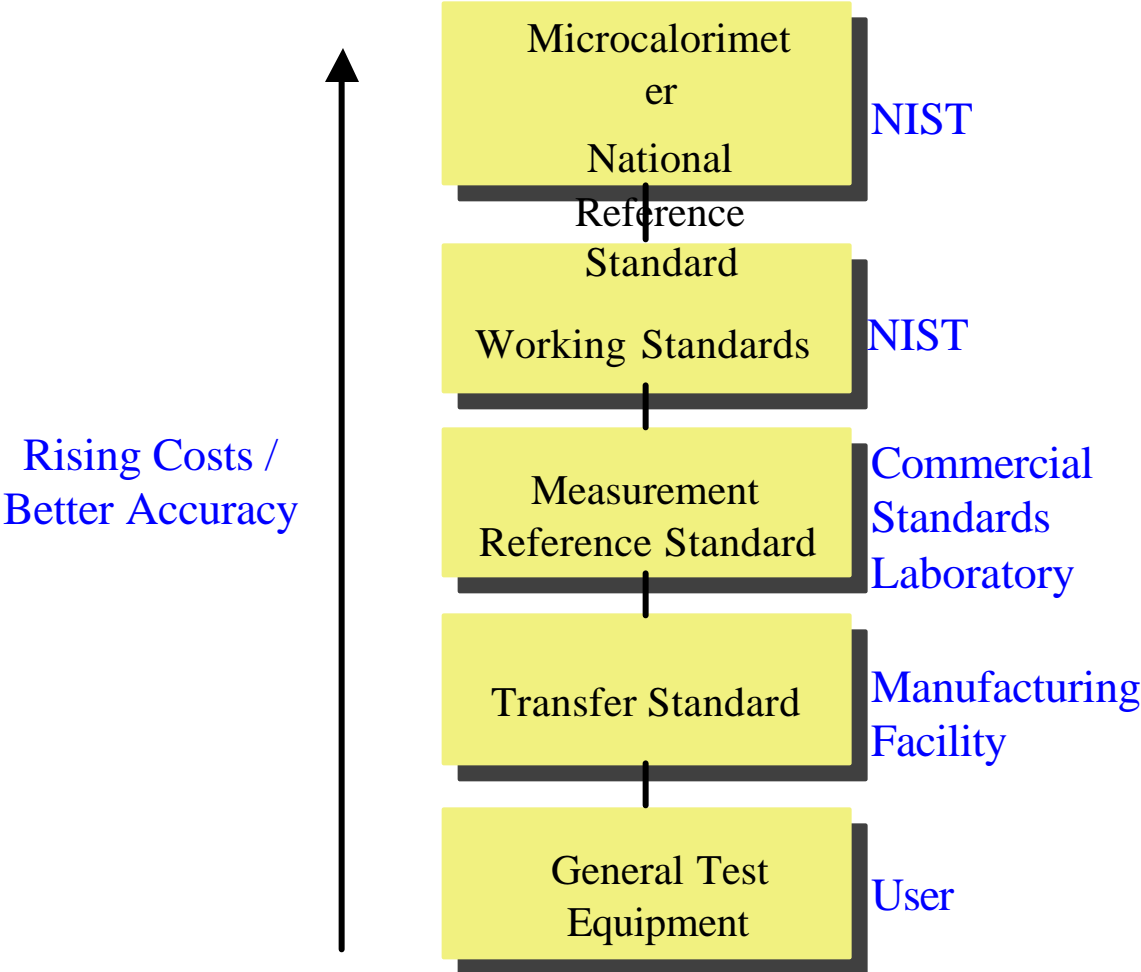 Microcalorimet
er
National
Reference
Standard
NIST
Working Standards
NIST
Rising Costs /
Better Accuracy
Measurement
Reference Standard
Commercial
Standards
Laboratory
Transfer Standard
Manufacturing
Facility
General Test
Equipment
User